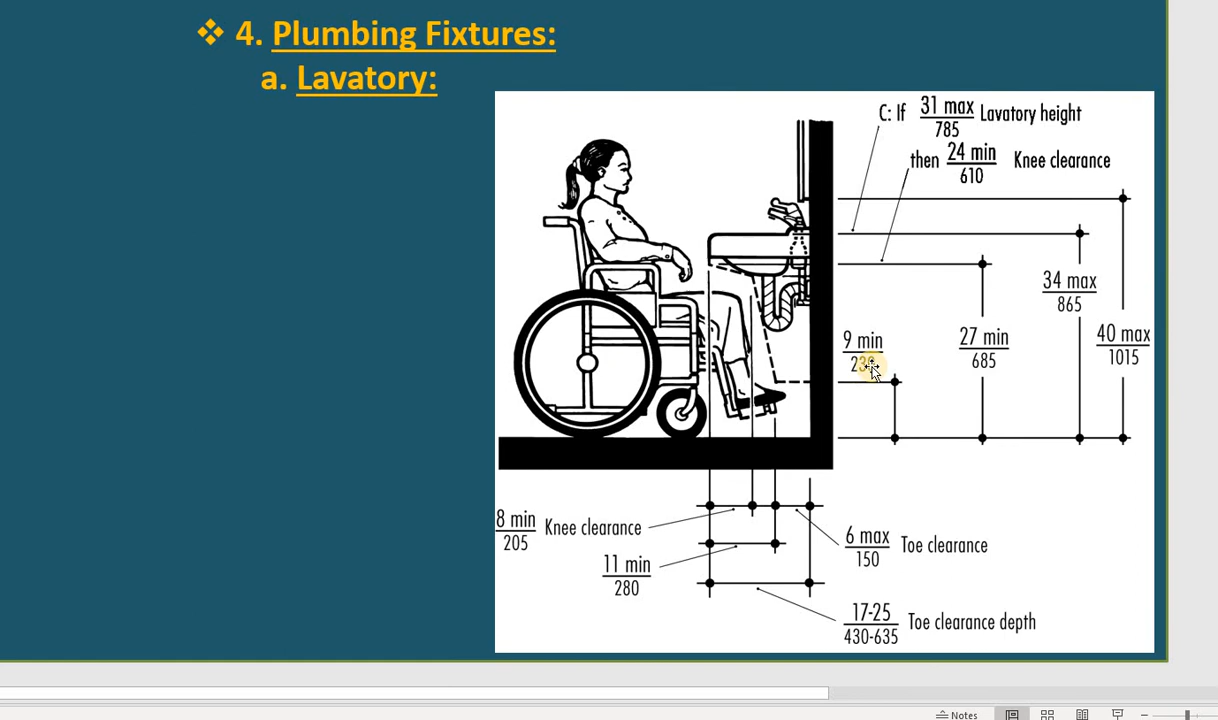 ❖ 4. Plumbing Fixtures:
a. Lavatory:
C: If 31 max Lavatory height
785
then 24 min Knee clearance
610
34 max
865
9 min
27 min
685
40 max
1015
8 min Knee clearance
205
11 min
280
6 max Toe clearance
150
17-25 Toe clearance depth
430-635
Notes